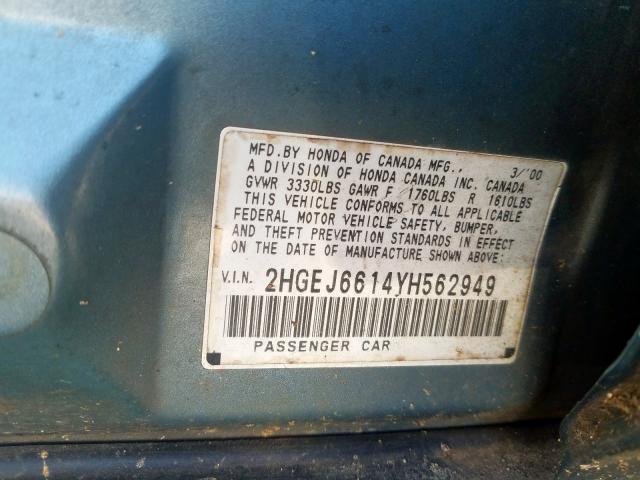 MFD.BY HONDA OF CANADA MFG., 3/'00
A DIVISION OF HONDA CANADA INC. CANADA
GVWR 3330LBS GAWR F 1760LBS R 1610LBS
THIS VEHICLE CONFORMS TO ALL APPLICABLE
FEDERAL MOTOR VEHICLE SAFETY, BUMPER,
AND THEFT PREVENTION STANDARDS IN EFFECT
ON THE DATE OF MANUFACTURE SHOWN ABOVE:
V.I.N. 2HGEJ6614YH562949
PASSENGER CAR